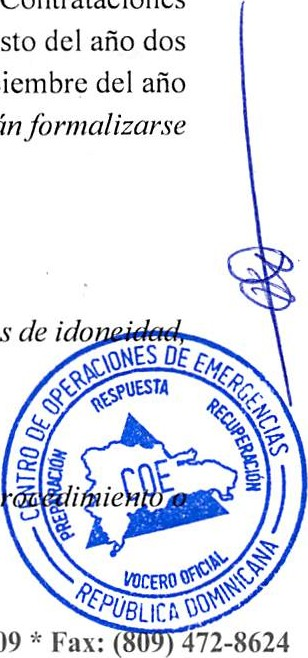 Contrataciones
sto del año dos
iembre del año
án formalizarse
s de idoneidad,
CENTRO DE OPERACIONES DE EMERGENCIAS
RESPUESTA
PREPARACION
RECUPERACIÓN
COE
rocedimiento o
VOCERO OFICIAL
REPÚBLICA DOMINICANA
09 * Fax: (809) 472-8624